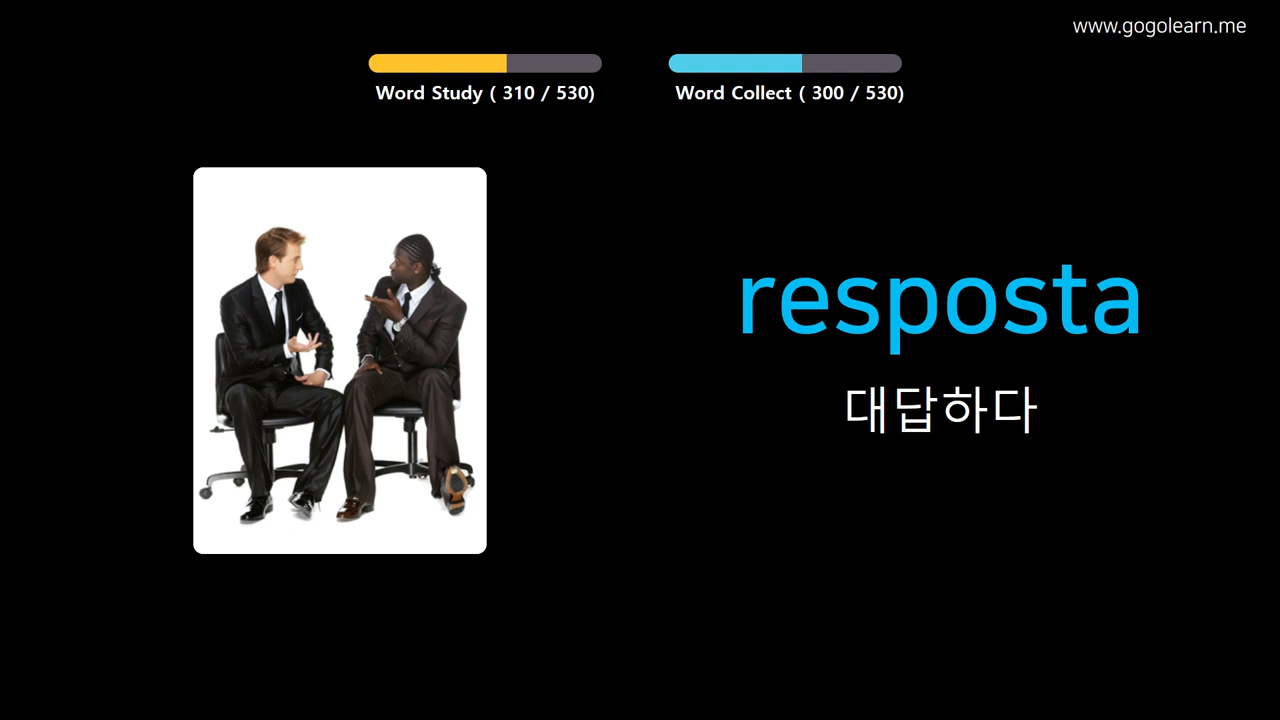 www.gogolearn.me
Word Study ( 310 / 530)
Word Collect ( 300 / 530)
resposta
대답하다